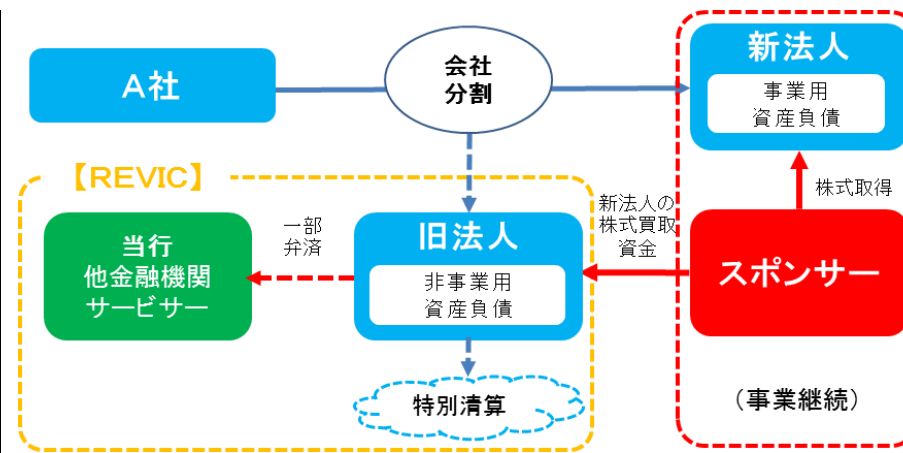 A社
会社
分割
新法人
事業用
資産負債
【REVIC】
当行
他金融機関
サービサー
一部
弁済
旧法人
非事業用
資産負債
新法人の
株式買取
資金
株式取得
スポンサー
特別清算
（事業継続）